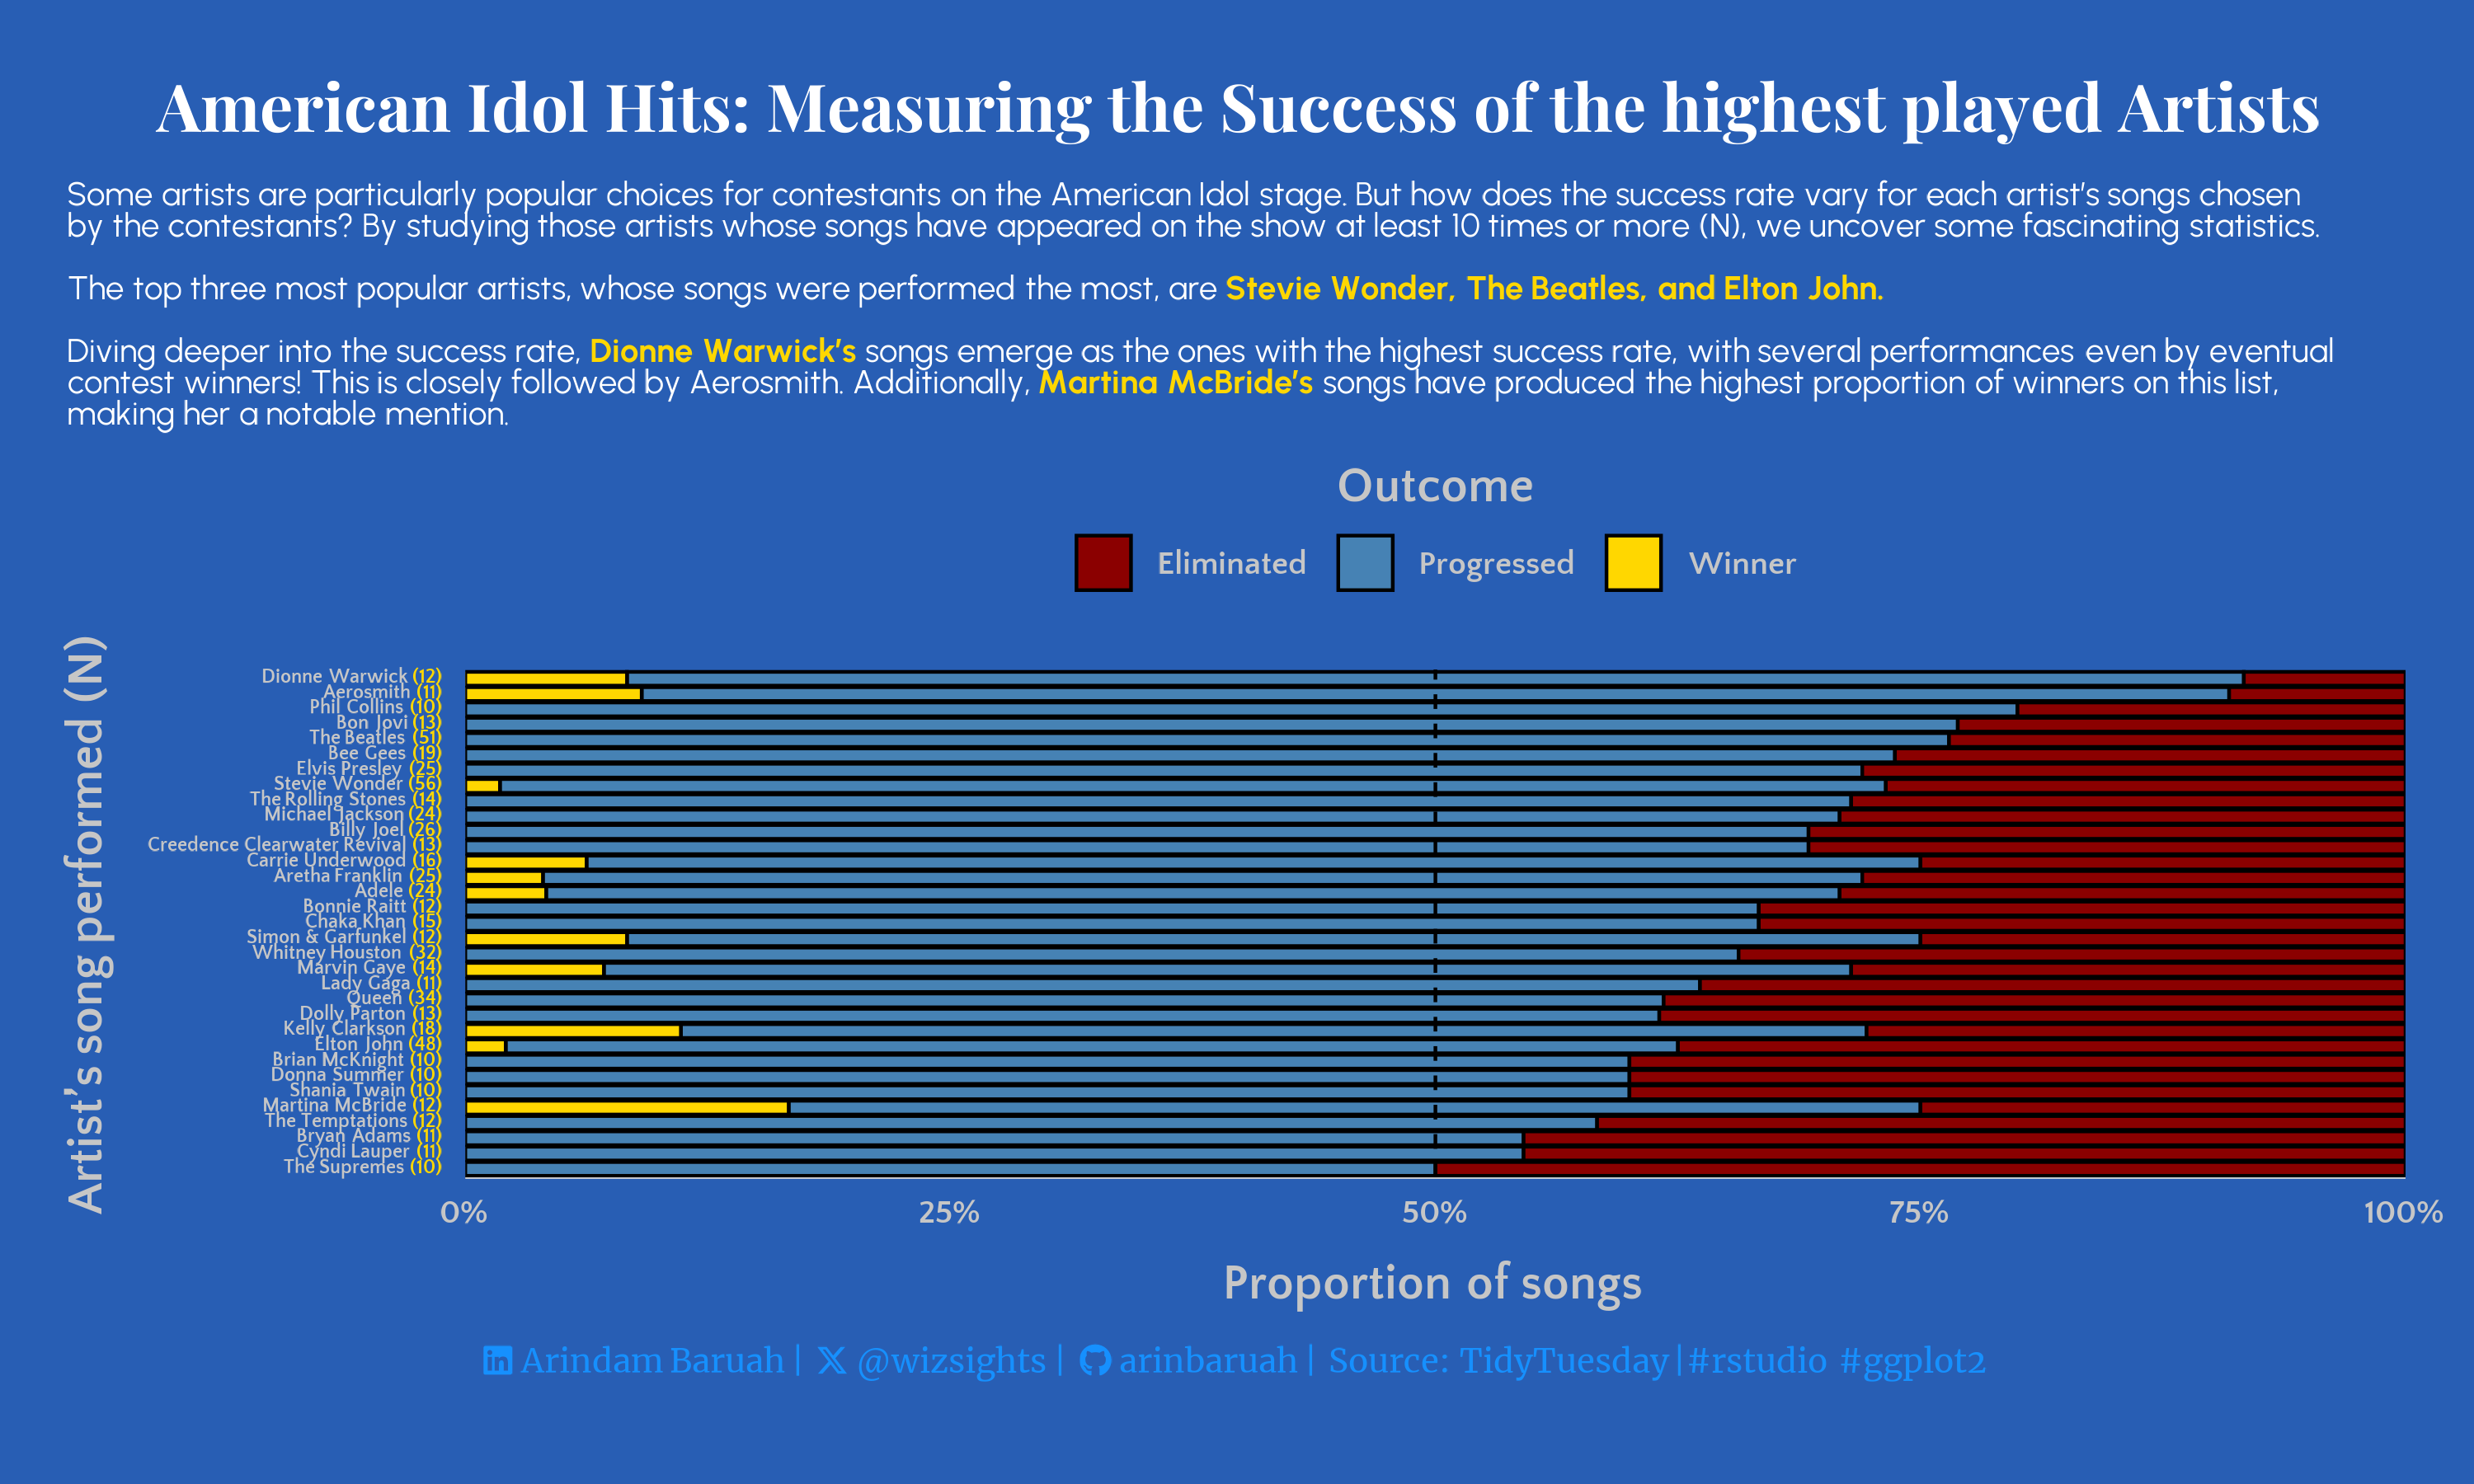 American Idol Hits: Measuring the Success of the highest played Artists
Some artists are particularly popular choices for contestants on the American Idol stage. But how does the success rate vary for each artist's songs chosen
by the contestants? By studying those artists whose songs have appeared on the show at least 10 times or more (N), we uncover some fascinating statistics.
The top three most popular artists, whose songs were performed the most, are Stevie Wonder, The Beatles, and Elton John.
Diving deeper into the success rate, Dionne Warwick's songs emerge as the ones with the highest success rate, with several performances even by eventual
contest winners! This is closely followed by Aerosmith. Additionally, Martina McBride's songs have produced the highest proportion of winners on this list,
making her a notable mention.
Outcome
Eliminated
Progressed
Winner
Artist's song performed (N)
Dionne Warwick (12)
Aerosmith (11)
Phil Collins (10)
Bon Jovi (13)
The Beatles (51)
Bee Gees (19)
Elvis Presley (25)
Stevie Wonder (56)
The Rolling Stones (14)
Michael Jackson (24)
Billy Joel (26)
Creedence Clearwater Revival (13)
Carrie Underwood (16)
Aretha Franklin (25)
Adele (24)
Bonnie Raitt (12)
Chaka Khan (15)
Simon & Garfunkel (12)
Whitney Houston (32)
Marvin Gaye (14)
Lady Gaga (11)
Queen (34)
Dolly Parton (13)
Kelly Clarkson (18)
Elton John (48)
Brian McKnight (10)
Donna Summer (10)
Shania Twain (10)
Martina McBride (12)
The Temptations (12)
Bryan Adams (11)
Cyndi Lauper (11)
The Supremes (10)
0% 25% 50% 75% 100%
Proportion of songs
Arindam Baruah | @wizsights | arinbaruah | Source: TidyTuesday|#rstudio #ggplot2